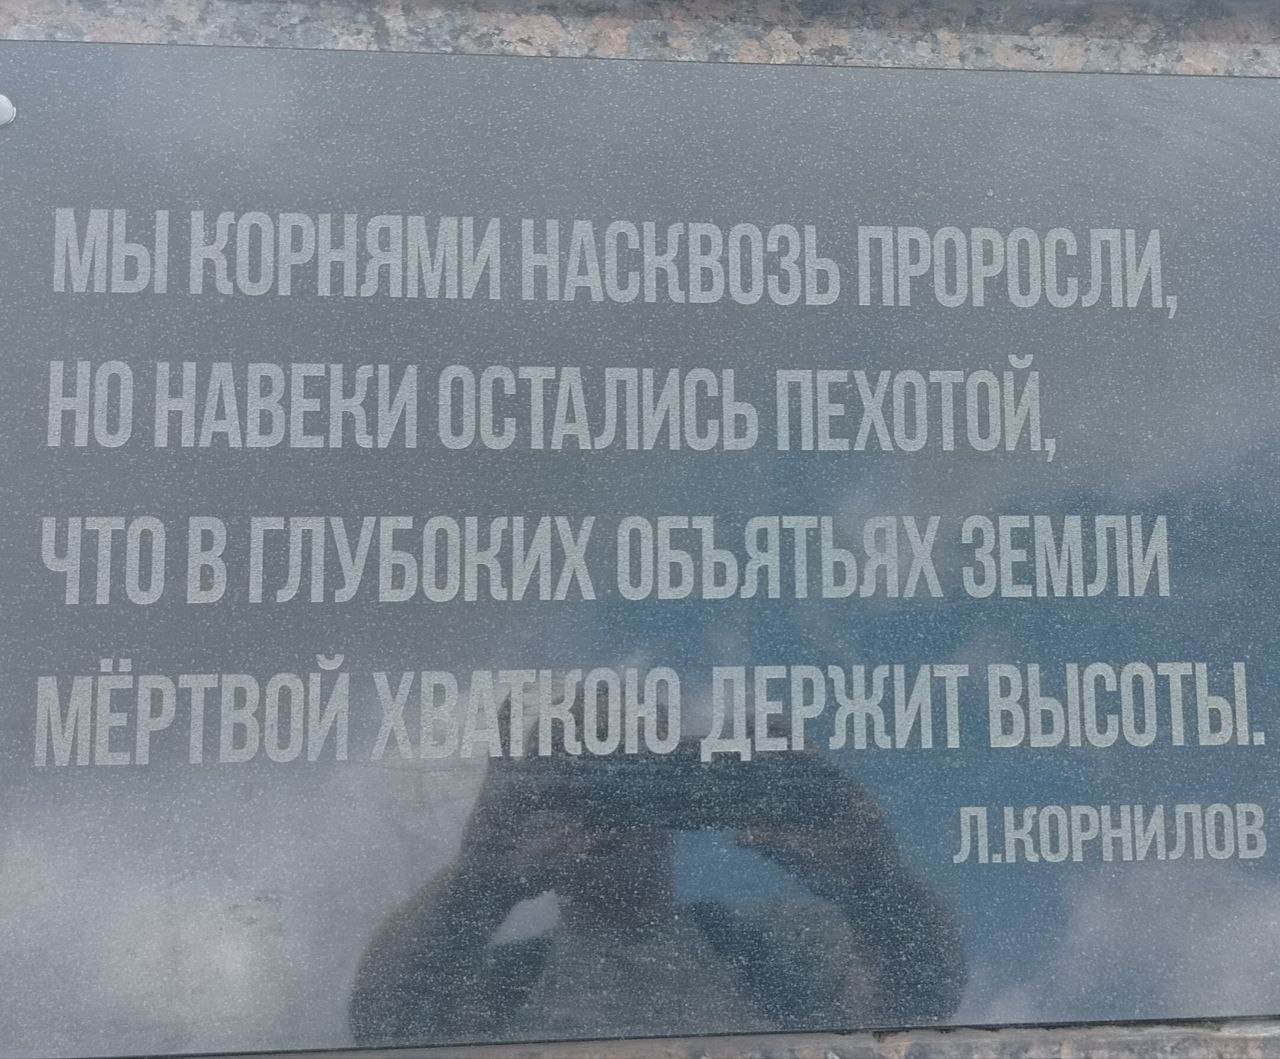 МЫ КОРНЯМИ НАСКВОЗЬ ПРОРОСЛИ,
НО НАВЕКИ ОСТАЛИСЬ ПЕХОТОЙ,
ЧТО В ГЛУБОКИХ ОБЪЯТЬЯХ ЗЕМЛИ
МЁРТВОЙ ХВАТКОЮ ДЕРЖИТ ВЫСОТЫ.
Л.КОРНИЛОВ